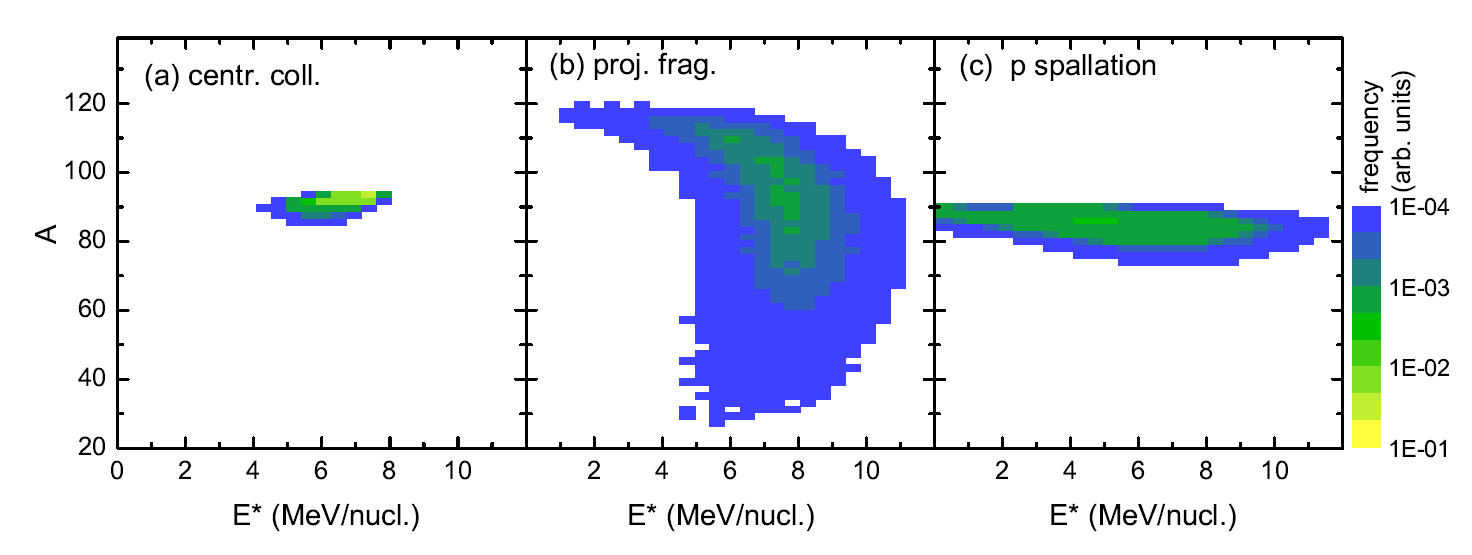 (a) centr. coll.
(b) proj. frag.
(c) p spallation
frequency
(arb. units)
A
120
100
80
60
40
20
1E-04
1E-03
1E-02
1E-01
0 2 4 6 8 10
2 4 6 8 10
2 4 6 8 10
E* (MeV/nucl.)
E* (MeV/nucl.)
E* (MeV/nucl.)